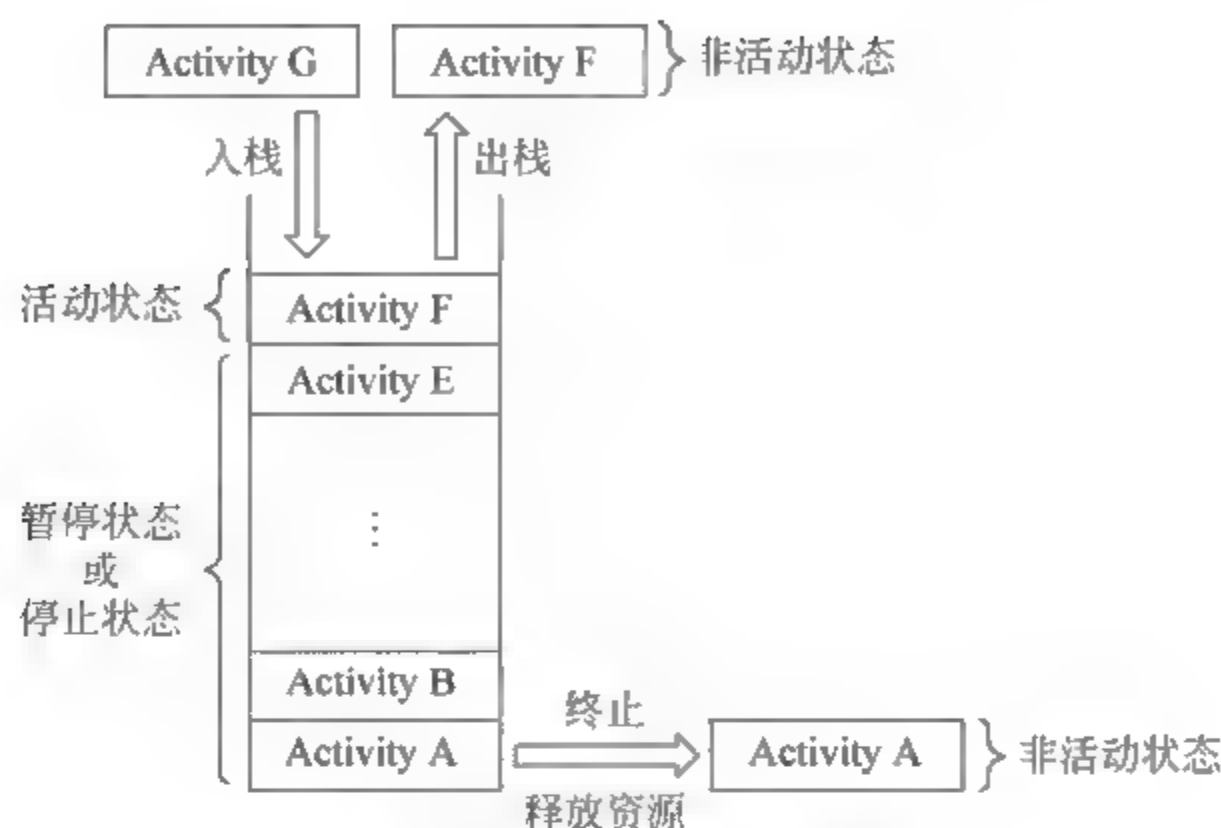 Activity G
Activity F
非活动状态
入栈
出栈
活动状态
Activity F
Activity E
⋮
暂停状态
或
停止状态
Activity B
Activity A
终止
释放资源
Activity A
非活动状态